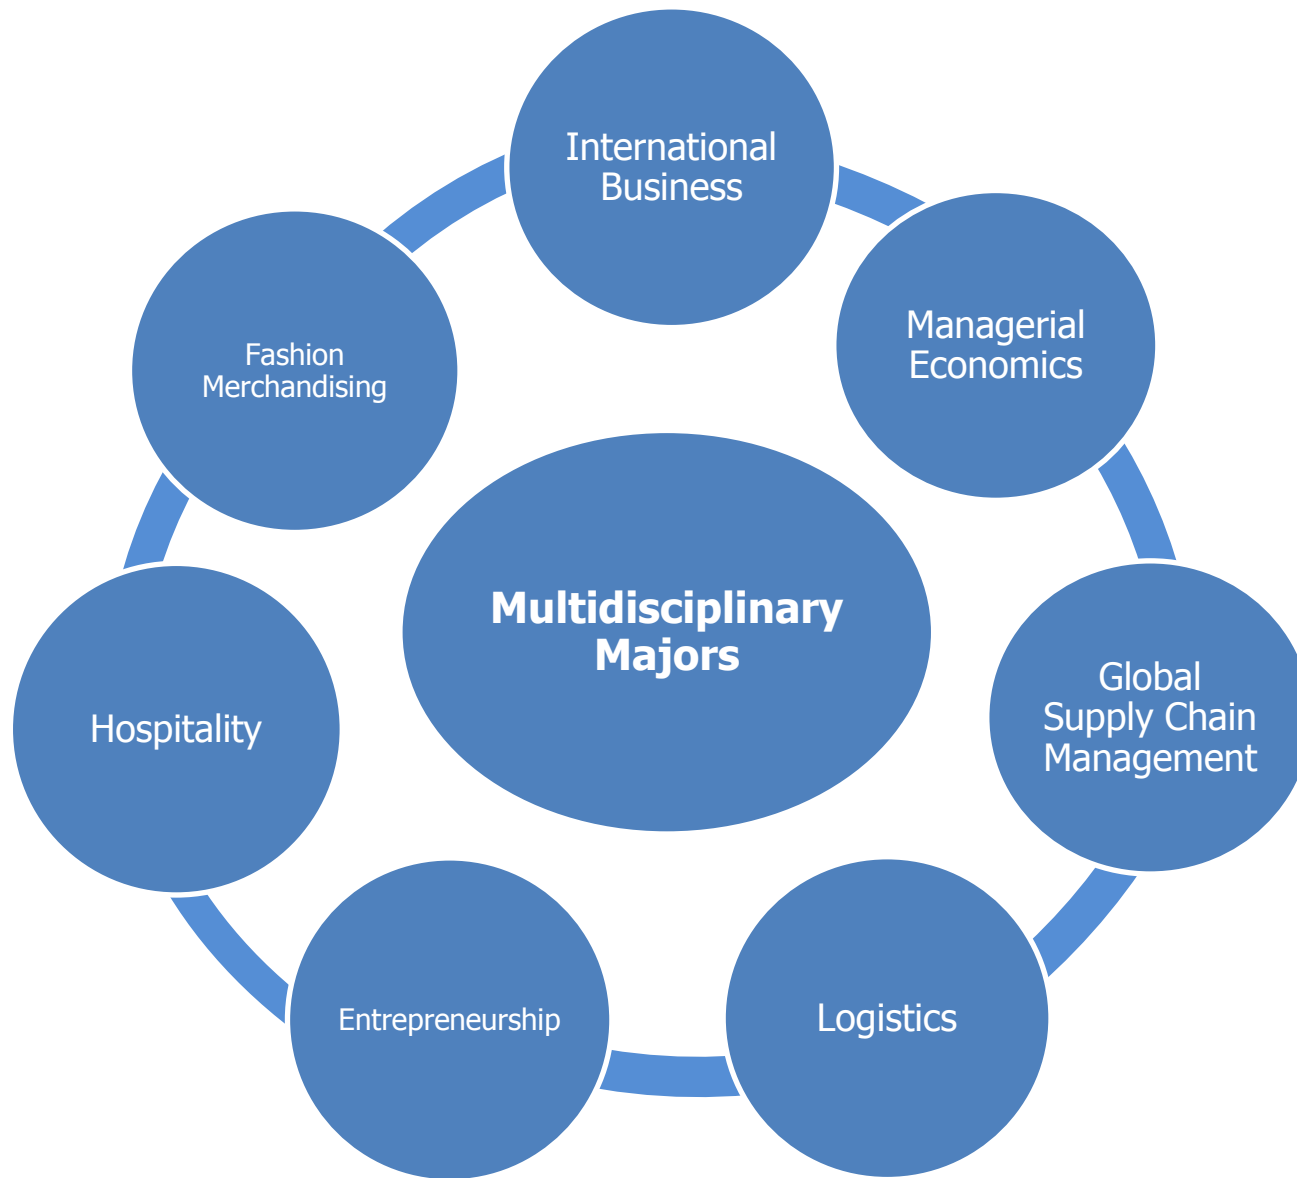 International
Business
Managerial
Economics
Global
Supply Chain
Management
Logistics
Entrepreneurship
Hospitality
Fashion
Merchandising
Multidisciplinary
Majors